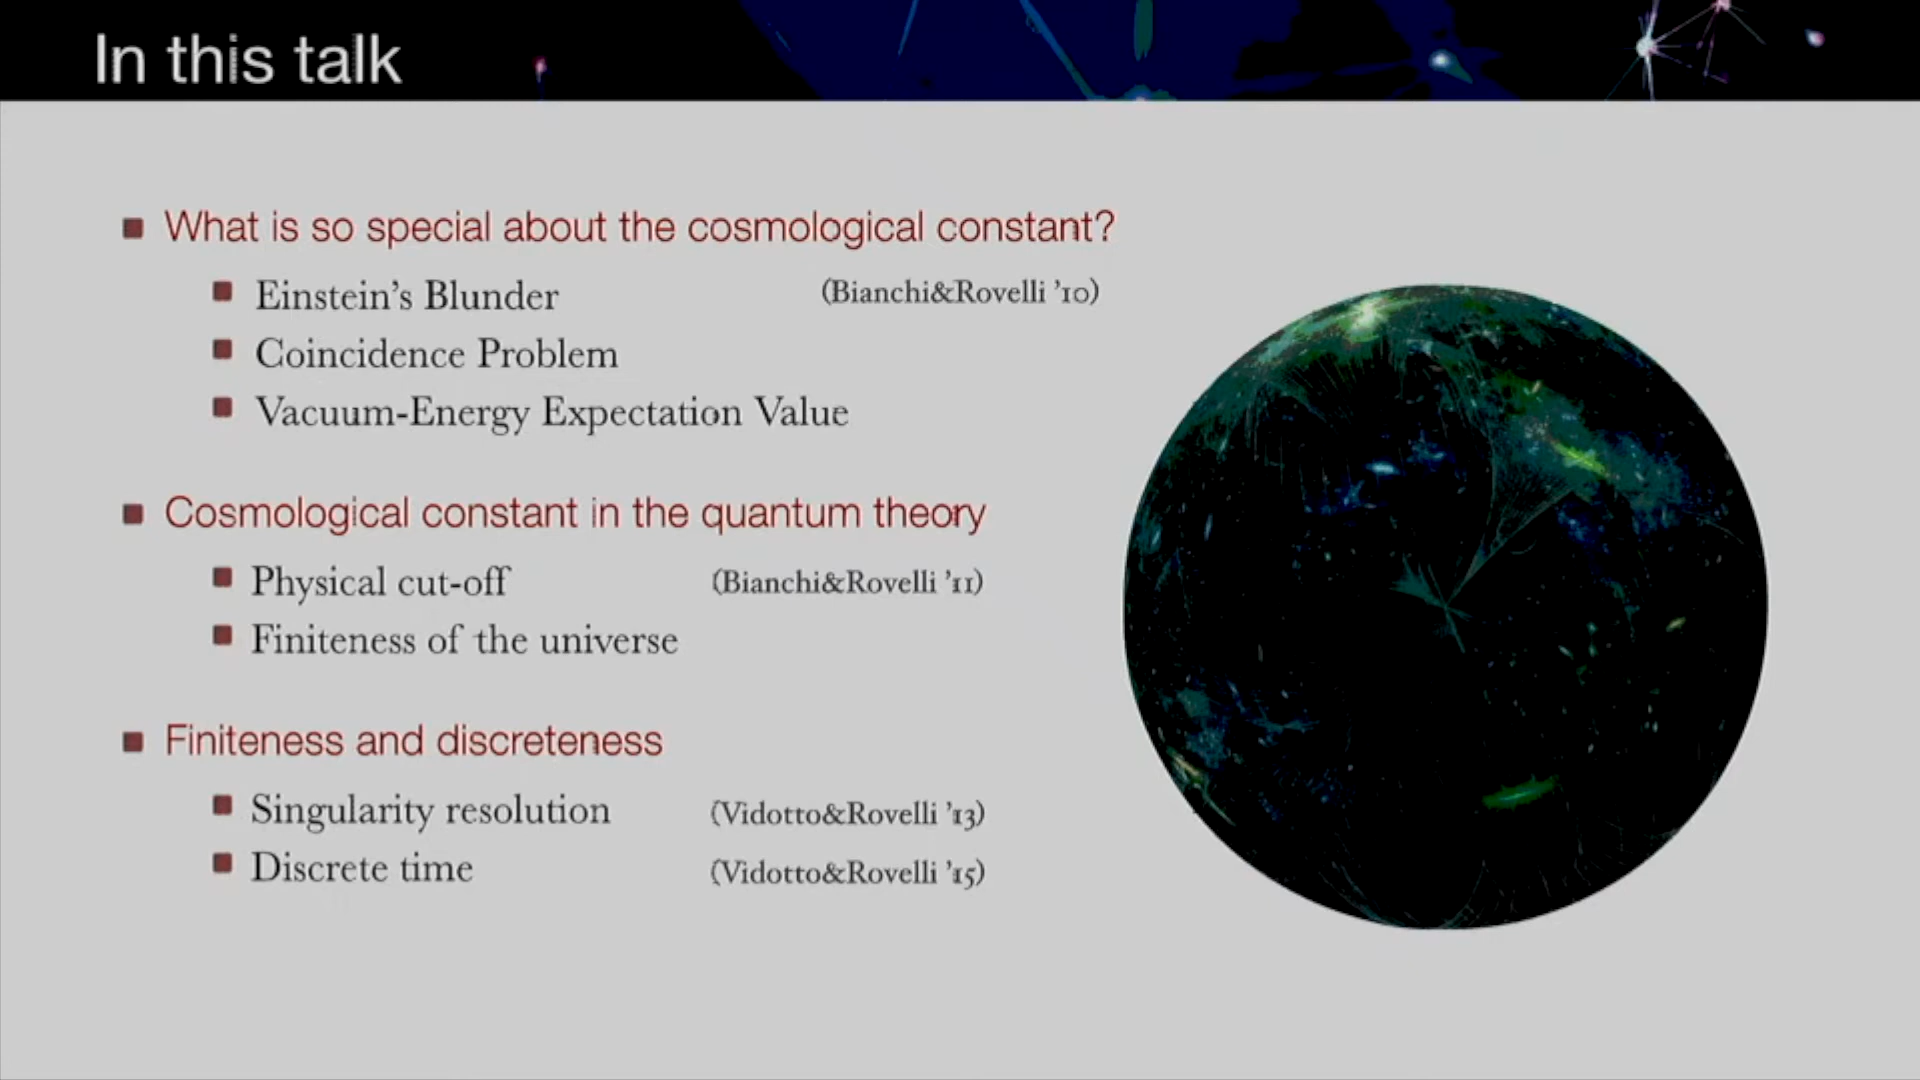 In this talk
What is so special about the cosmological constant?
Einstein's Blunder (Bianchi&Rovelli '10)
Coincidence Problem
Vacuum-Energy Expectation Value
Cosmological constant in the quantum theory
Physical cut-off (Bianchi&Rovelli '11)
Finiteness of the universe
Finiteness and discreteness
Singularity resolution (Vidotto&Rovelli '13)
Discrete time (Vidotto&Rovelli '15)